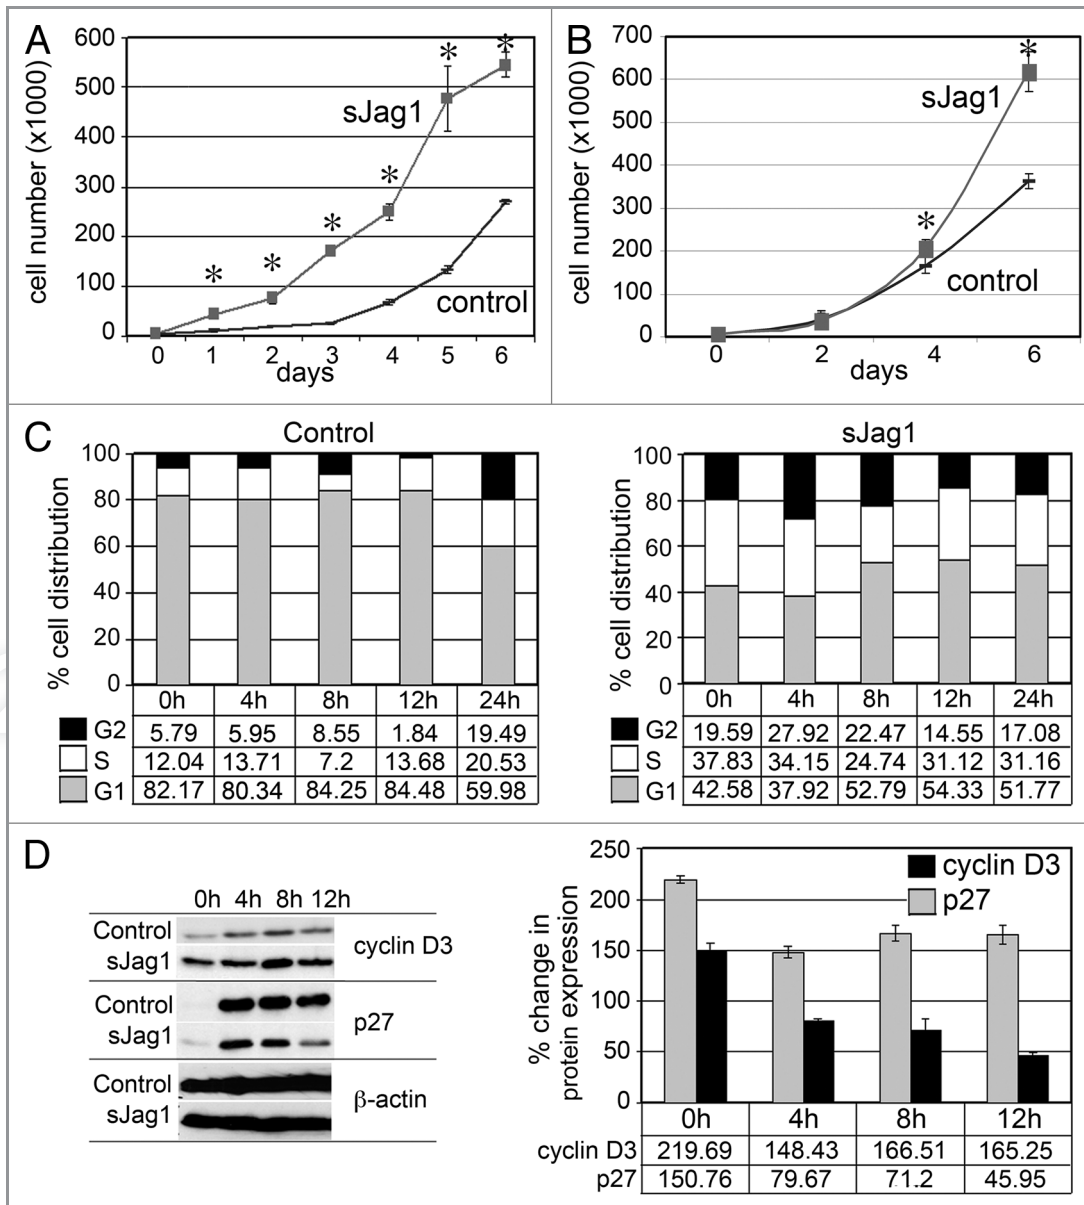 A
600
500
400
300
200
100
0
cell number (x1000)
*
*
*
*
*
*
sJag1
control
0 1 2 3 4 5 6
days
B
700
600
500
400
300
200
100
0
cell number (x1000)
*
*
sJag1
control
0 2 4 6
days
C
Control
100
80
60
40
20
0
% cell distribution
0h 4h 8h 12h 24h
G2 5.79 5.95 8.55 1.84 19.49
S 12.04 13.71 7.2 13.68 20.53
G1 82.17 80.34 84.25 84.48 59.98
sJag1
100
80
60
40
20
0
% cell distribution
0h 4h 8h 12h 24h
G2 19.59 27.92 22.47 14.55 17.08
S 37.83 34.15 24.74 31.12 31.16
G1 42.58 37.92 52.79 54.33 51.77
D
0h 4h 8h 12h
Control
sJag1
cyclin D3
Control
sJag1
p27
Control
sJag1
β-actin
250
200
150
100
50
0
% change in
protein expression
cyclin D3
p27
0h 4h 8h 12h
cyclin D3 219.69 148.43 166.51 165.25
p27 150.76 79.67 71.2 45.95